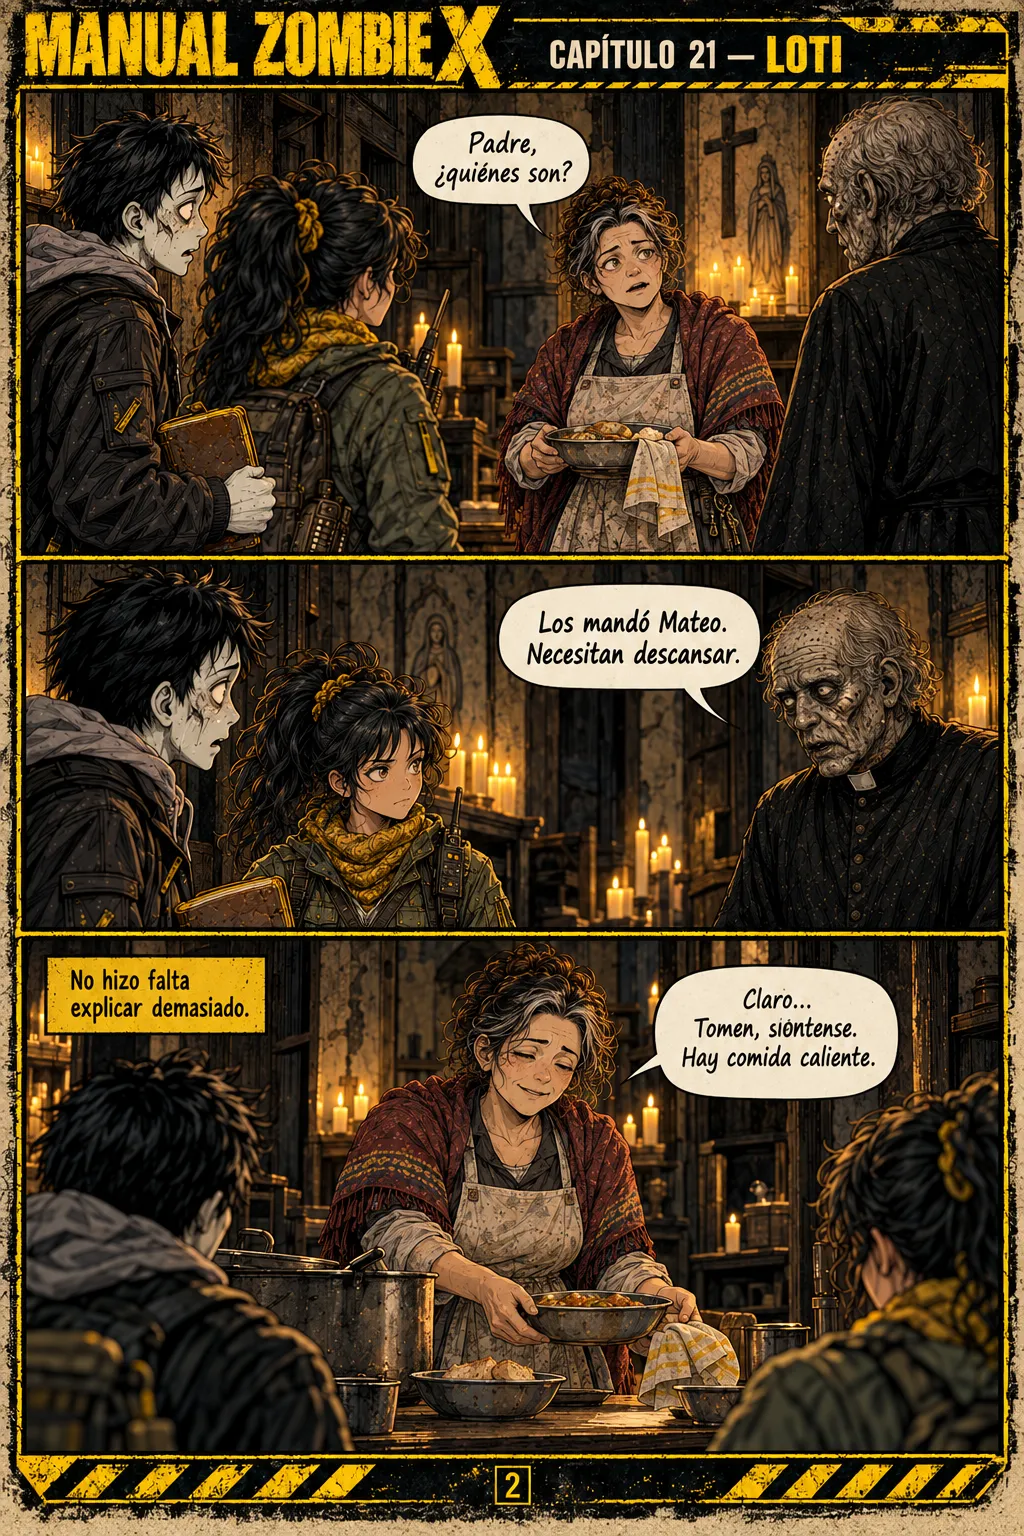 MANUAL ZOMBIE X
CAPÍTULO 21 — LOTI
Padre,
¿quiénes son?
Los mandó Mateo.
Necesitan descansar.
No hizo falta
explicar demasiado.
Claro...
Tomen, sióntense.
Hay comida caliente.
2